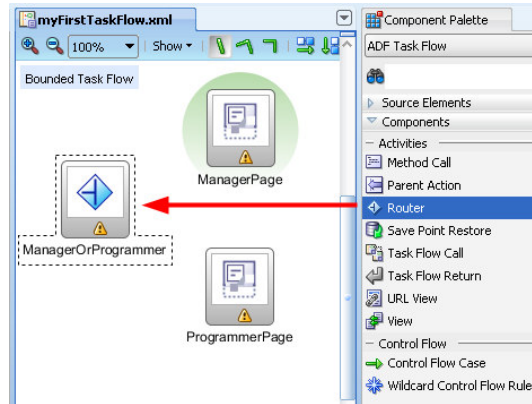 myFirstTaskFlow.xml
100%
Show
Bounded Task Flow
ManagerPage
ManagerOrProgrammer
ProgrammerPage
Component Palette
ADF Task Flow
Source Elements
Components
Activities
Method Call
Parent Action
Router
Save Point Restore
Task Flow Call
Task Flow Return
URL View
View
Control Flow
Control Flow Case
Wildcard Control Flow Rule